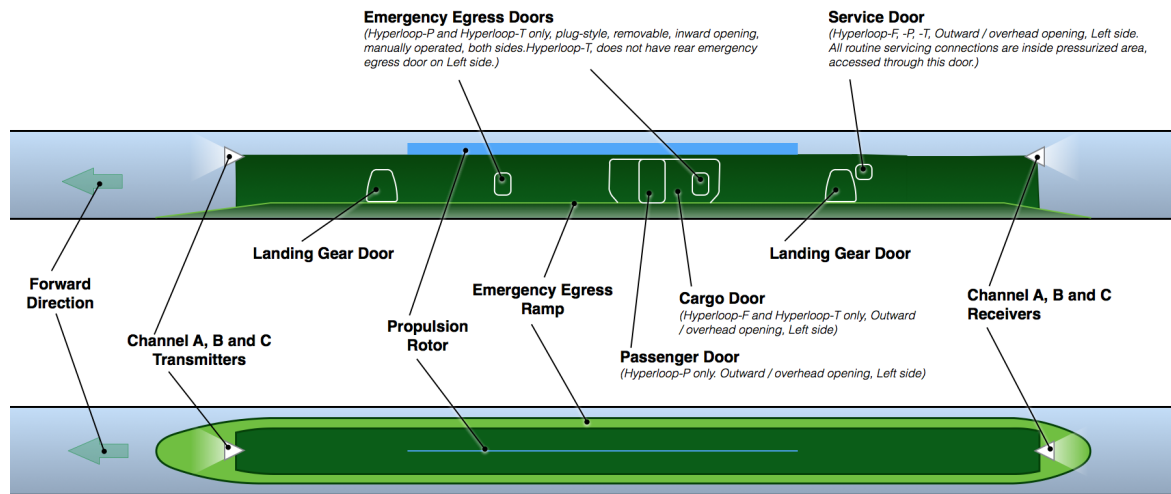 Emergency Egress Doors
(Hyperloop-P and Hyperloop-T only, plug-style, removable, inward opening,
manually operated, both sides.Hyperloop-T, does not have rear emergency
egress door on Left side.)
Service Door
(Hyperloop-F, -P, -T, Outward / overhead opening, Left side.
All routine servicing connections are inside pressurized area,
accessed through this door.)
Landing Gear Door
Landing Gear Door
Forward
Direction
Emergency Egress
Ramp
Cargo Door
(Hyperloop-F and Hyperloop-T only, Outward
/ overhead opening, Left side)
Channel A, B and C
Receivers
Propulsion
Rotor
Channel A, B and C
Transmitters
Passenger Door
(Hyperloop-P only. Outward / overhead opening, Left side)